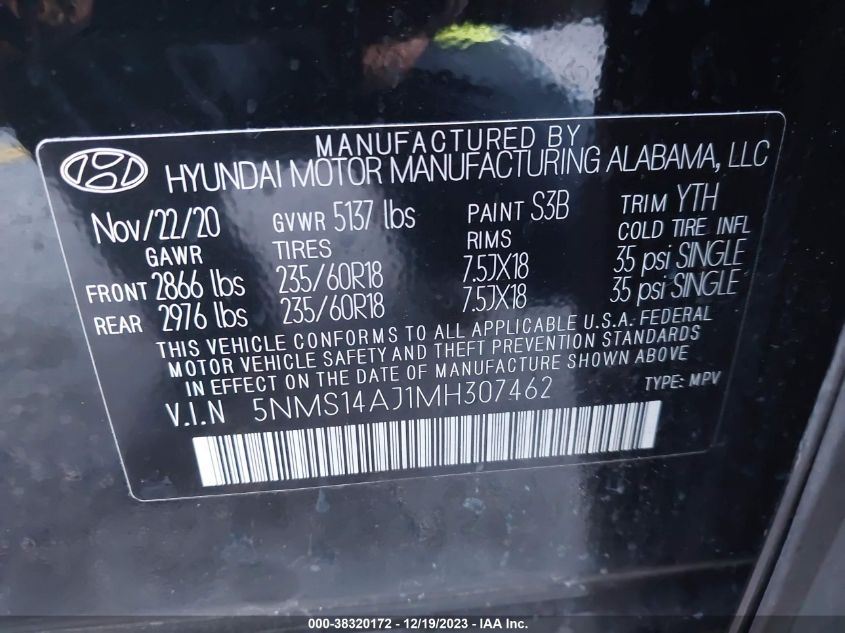 MANUFACTURED BY
HYUNDAI MOTOR MANUFACTURING ALABAMA, LLC
Nov/22/20 GVWR 5137 lbs PAINT S3B TRIM YTH
GAWR TIRES RIMS COLD TIRE INFL
FRONT 2866 lbs 235/60R18 7.5JX18 35 psi SINGLE
REAR 2976 lbs 235/60R18 7.5JX18 35 psi SINGLE
THIS VEHICLE CONFORMS TO ALL APPLICABLE U.S.A. FEDERAL
MOTOR VEHICLE SAFETY AND THEFT PREVENTION STANDARDS
IN EFFECT ON THE DATE OF MANUFACTURE SHOWN ABOVE
V.I.N 5NMS14AJ1MH307462 TYPE: MPV
000-38320172 - 12/19/2023 - IAA Inc.